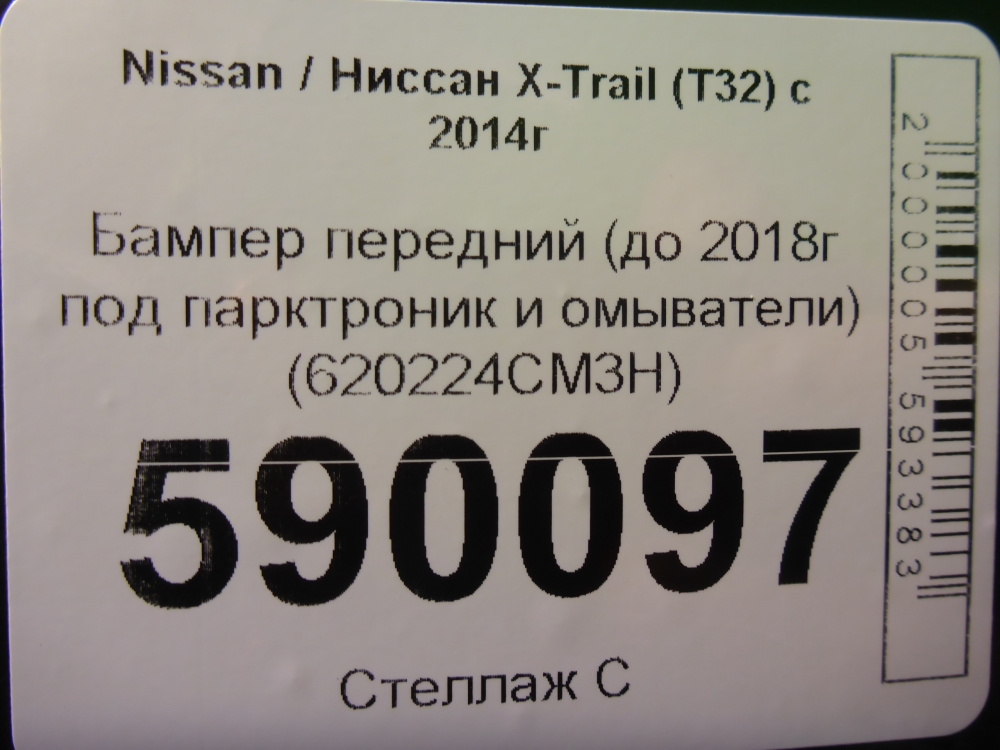 Nissan / Ниссан X-Trail (T32) с
2014г
Бампер передний (до 2018г
под парктроник и омыватели)
(620224CM3H)
590097
Стеллаж С
2000005593383